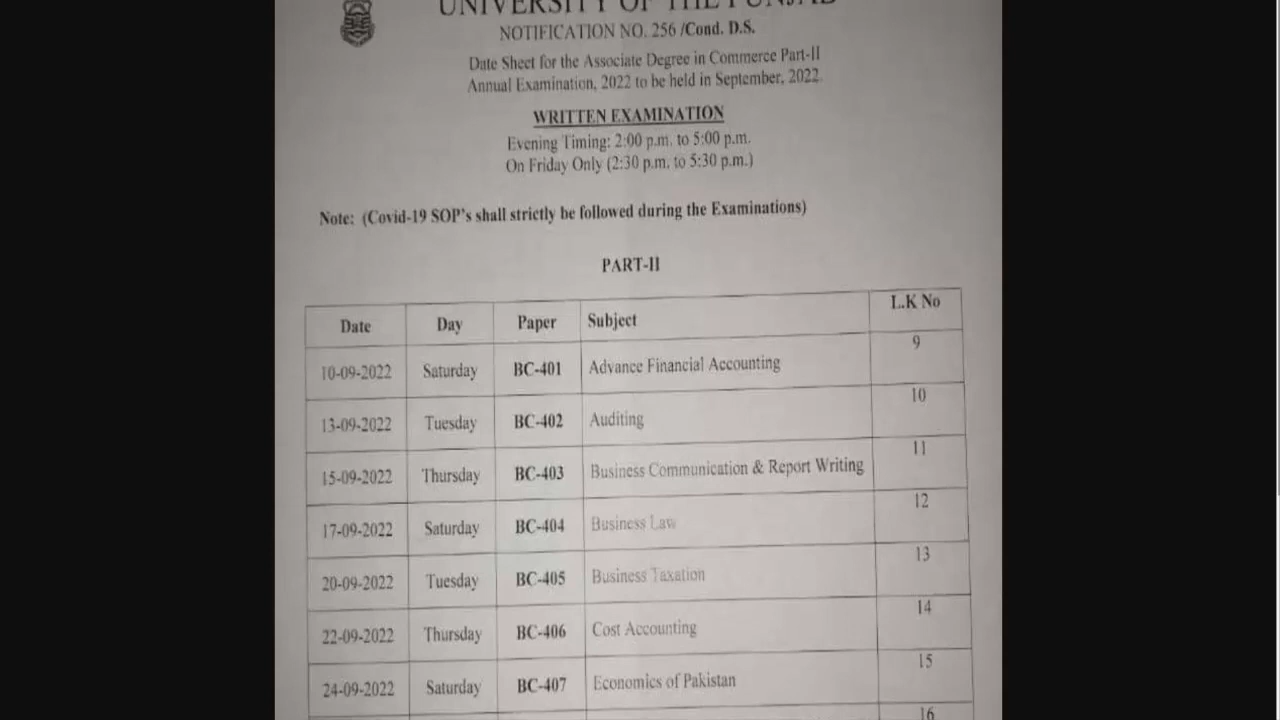 UNIVERSITY OF THE PUNJAB
NOTIFICATION NO. 256 /Cond. D.S.
Date Sheet for the Associate Degree in Commerce Part-II
Annual Examination, 2022 to be held in September, 2022.
WRITTEN EXAMINATION
Evening Timing: 2:00 p.m. to 5:00 p.m.
On Friday Only (2:30 p.m. to 5:30 p.m.)
Note: (Covid-19 SOP's shall strictly be followed during the Examinations)
PART-II
Date Day Paper Subject L.K No
10-09-2022 Saturday BC-401 Advance Financial Accounting 9
13-09-2022 Tuesday BC-402 Auditing 10
15-09-2022 Thursday BC-403 Business Communication & Report Writing 11
17-09-2022 Saturday BC-404 Business Law 12
20-09-2022 Tuesday BC-405 Business Taxation 13
22-09-2022 Thursday BC-406 Cost Accounting 14
24-09-2022 Saturday BC-407 Economics of Pakistan 15
16